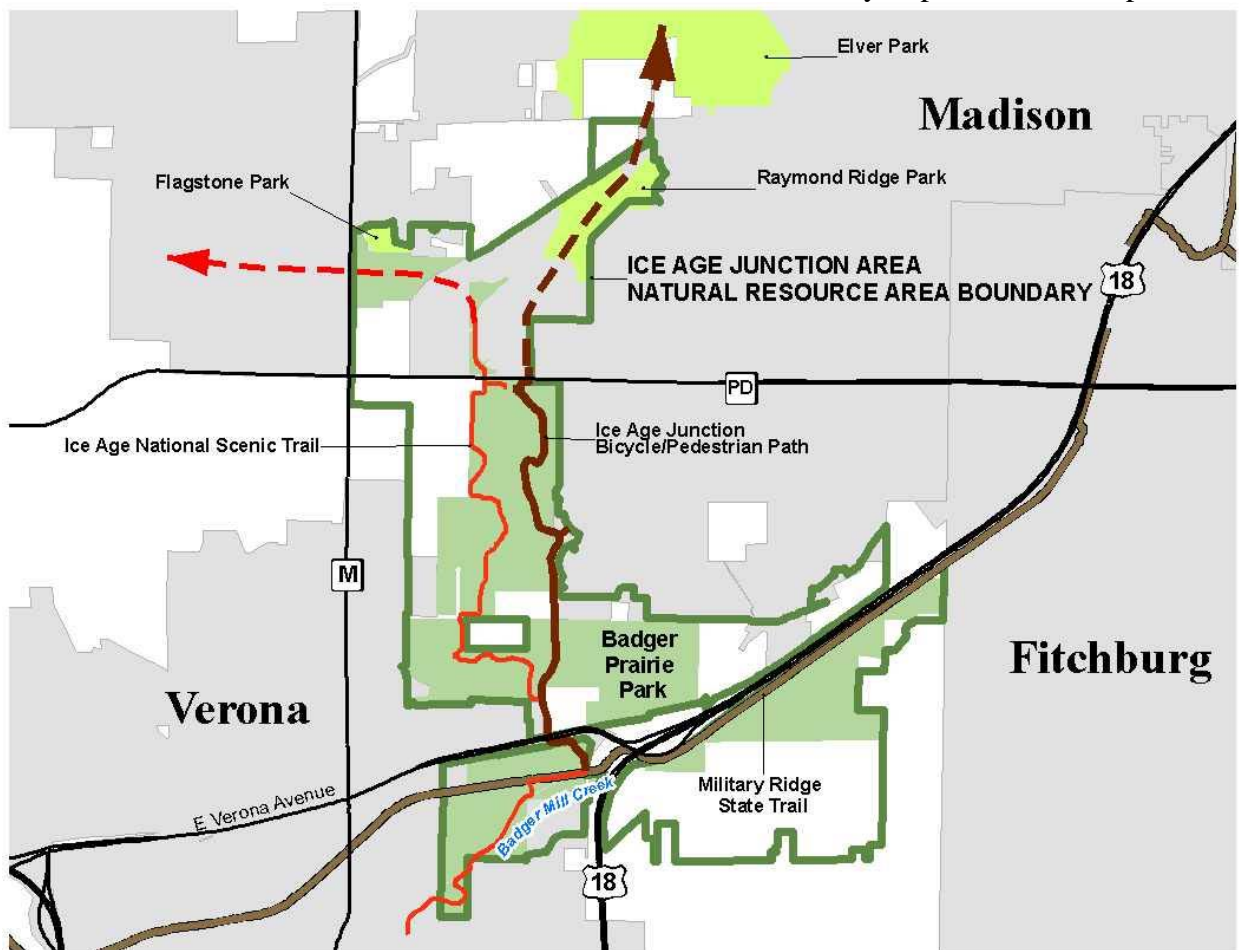 Elver Park
Madison
Flagstone Park
Raymond Ridge Park
ICE AGE JUNCTION AREA
NATURAL RESOURCE AREA BOUNDARY
18
PD
Ice Age National Scenic Trail
Ice Age Junction
Bicycle/Pedestrian Path
M
Badger
Prairie
Park
Fitchburg
Verona
Military Ridge
State Trail
E Verona Avenue
Badger Mill Creek
18